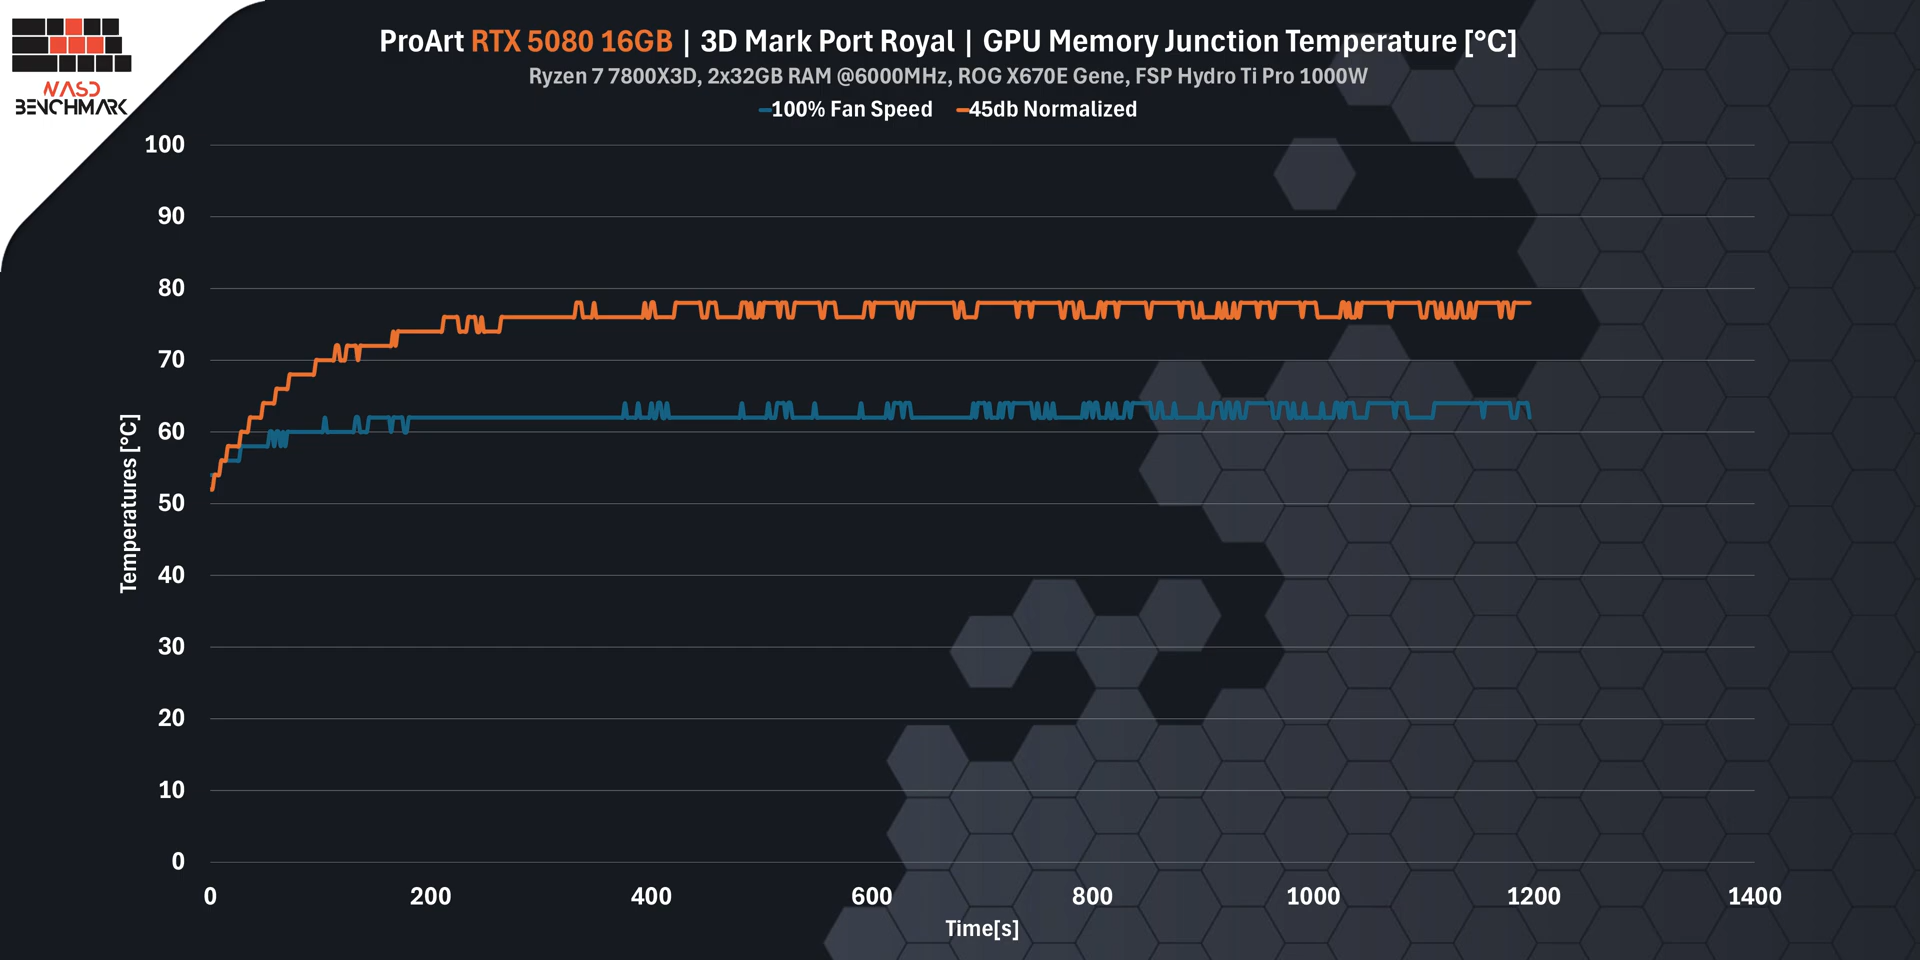 WASD
BENCHMARK
ProArt RTX 5080 16GB | 3D Mark Port Royal | GPU Memory Junction Temperature [°C]
Ryzen 7 7800X3D, 2x32GB RAM @6000MHz, ROG X670E Gene, FSP Hydro Ti Pro 1000W
100% Fan Speed 45db Normalized
Temperatures [°C]
100
90
80
70
60
50
40
30
20
10
0
0 200 400 600 800 1000 1200 1400
Time[s]